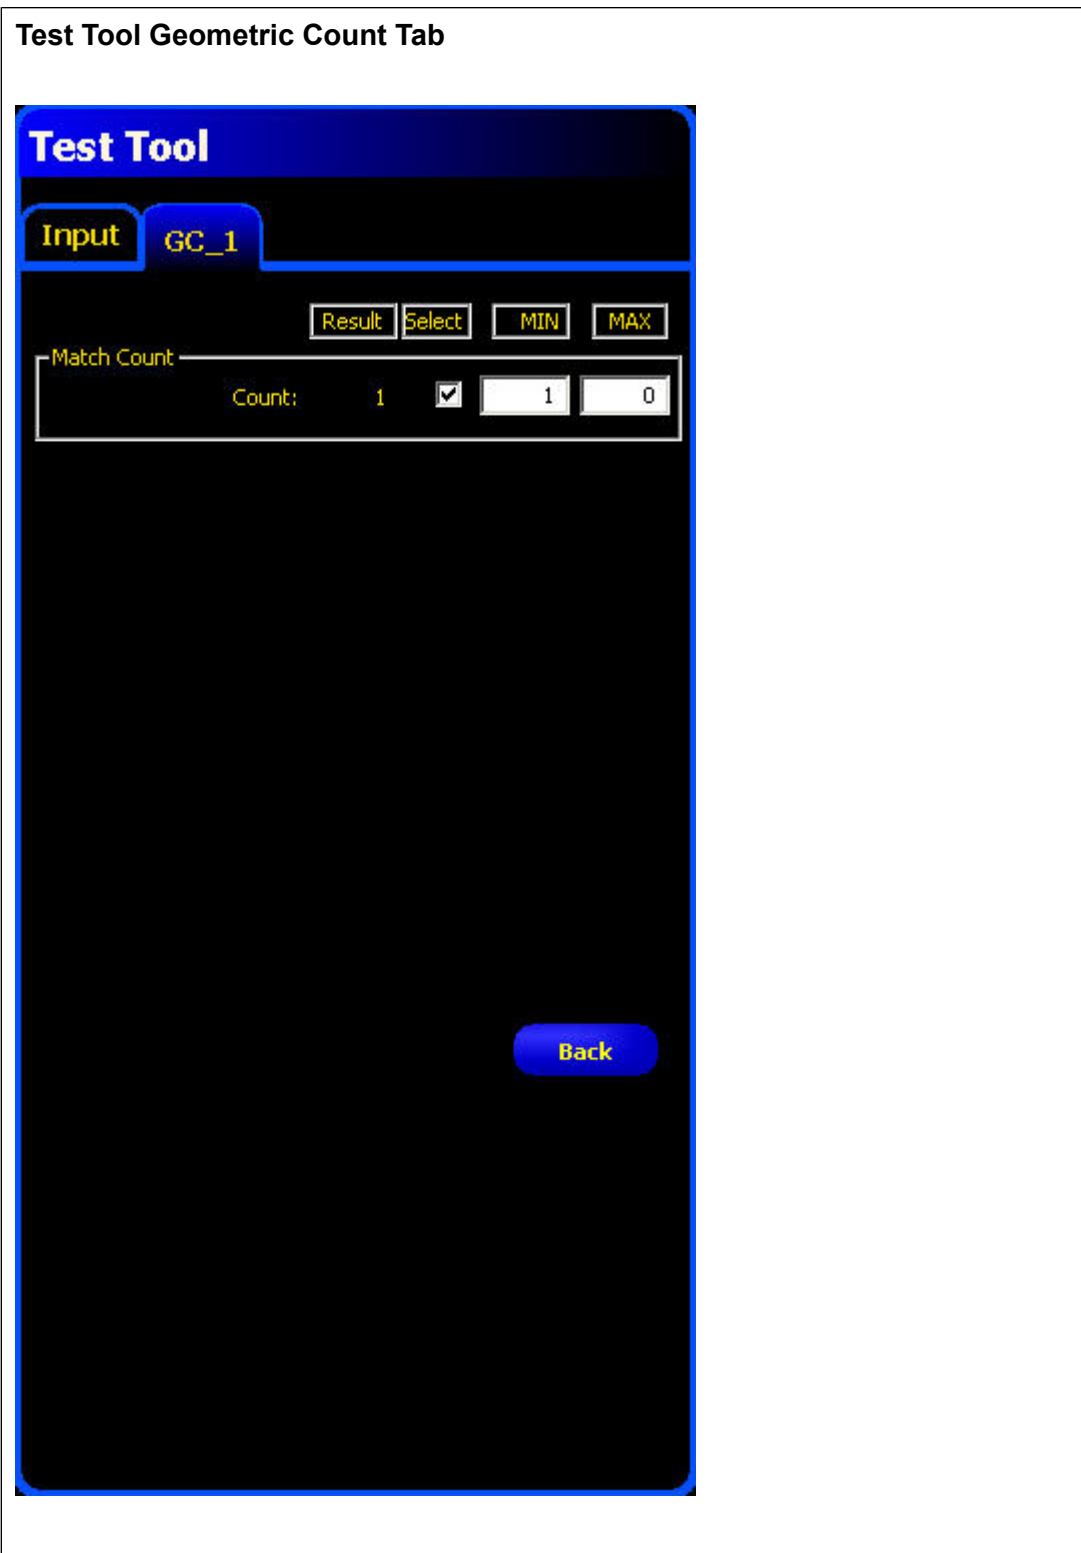 Test Tool Geometric Count Tab
Test Tool
Input GC_1
Result Select MIN MAX
Match Count
Count: 1 1 0
Back